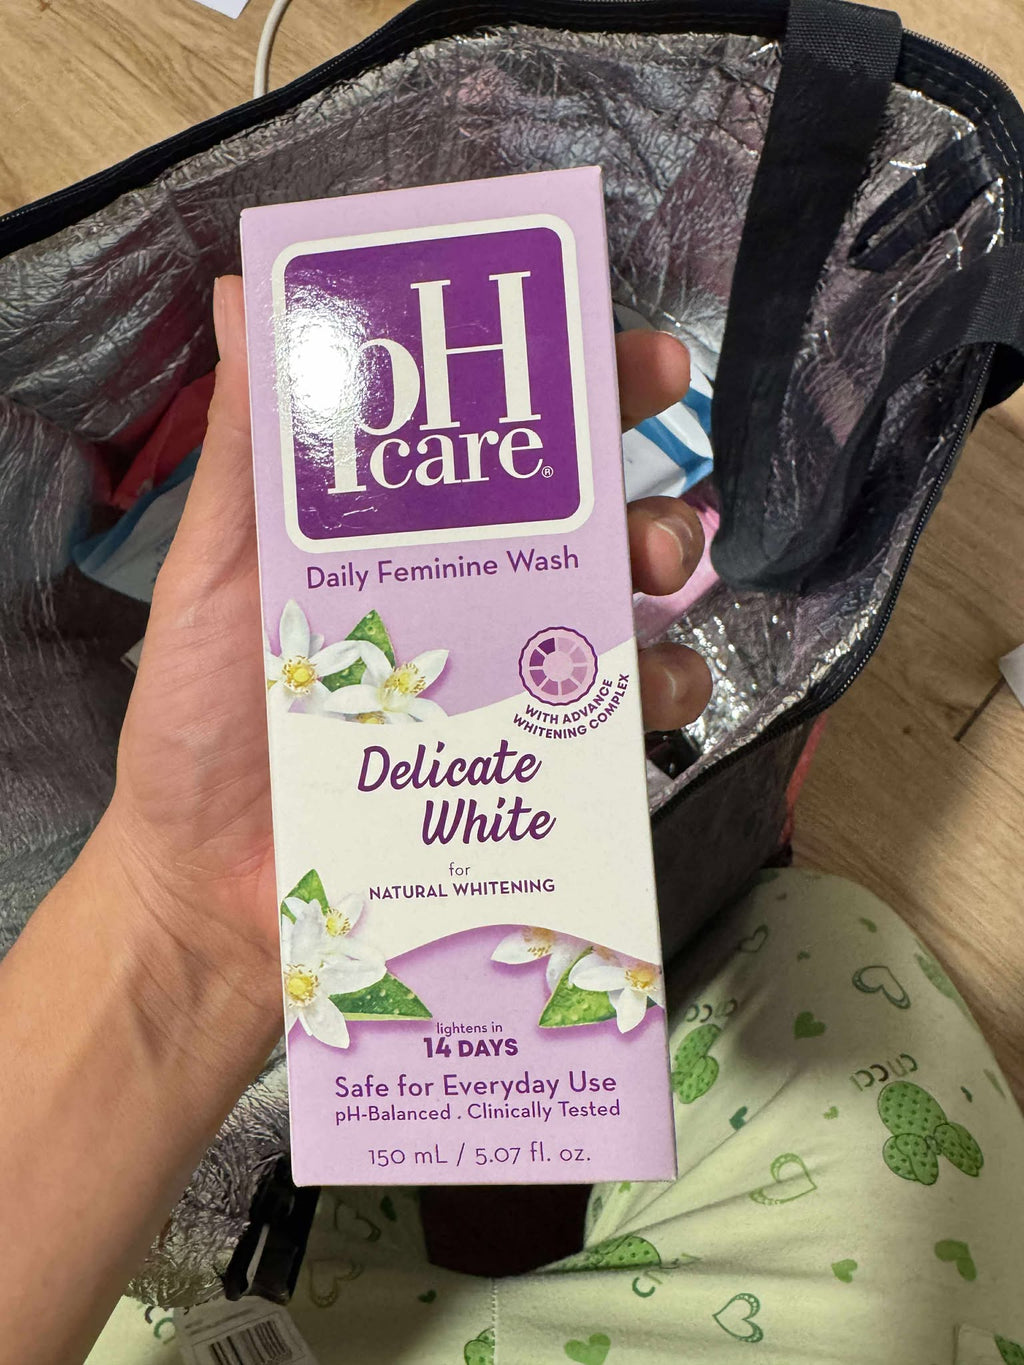 pH
care®
Daily Feminine Wash
WITH ADVANCE
WHITENING COMPLEX
Delicate
White
for
NATURAL WHITENING
lightens in
14 DAYS
Safe for Everyday Use
pH-Balanced . Clinically Tested
150 mL / 5.07 fl. oz.